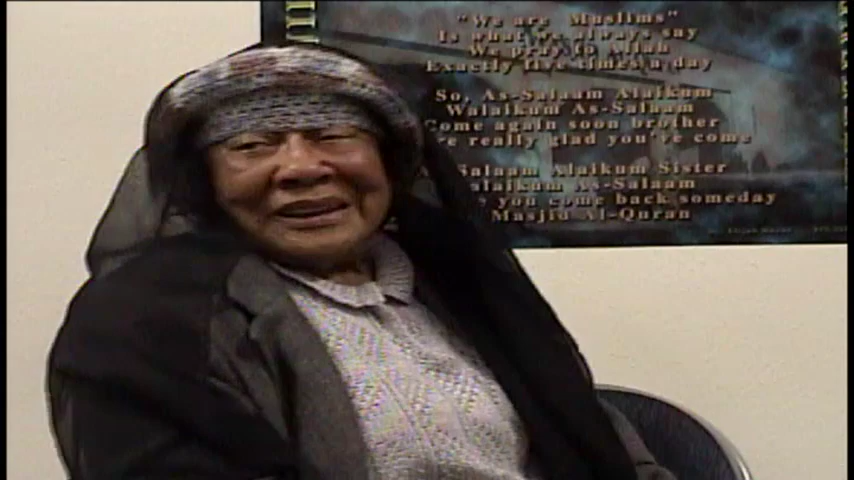 "We are Muslims"
Is what we always say
We pray to Allah
Exactly five times a day
So, As-Salaam Alaikum
Walaikum As-Salaam
Come again soon brother
re really glad you've come
Salaam Alaikum Sister
alaikum As-Salaam
you come back someday
Masjid Al-Quran